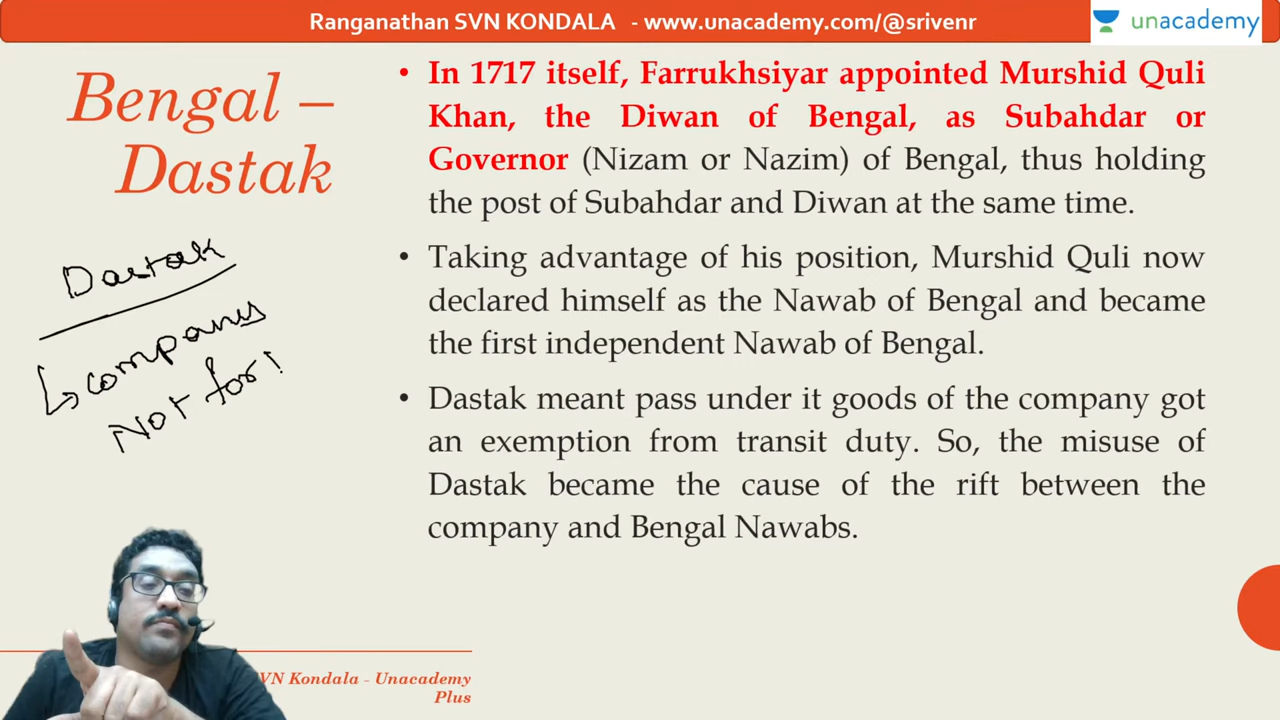 Ranganathan SVN KONDALA - www.unacademy.com/@srivenr
unacademy
Bengal –
Dastak
Dastak
company
Not for
• In 1717 itself, Farrukhsiyar appointed Murshid Quli
Khan, the Diwan of Bengal, as Subahdar or
Governor (Nizam or Nazim) of Bengal, thus holding
the post of Subahdar and Diwan at the same time.
• Taking advantage of his position, Murshid Quli now
declared himself as the Nawab of Bengal and became
the first independent Nawab of Bengal.
• Dastak meant pass under it goods of the company got
an exemption from transit duty. So, the misuse of
Dastak became the cause of the rift between the
company and Bengal Nawabs.
SVN Kondala - Unacademy
Plus